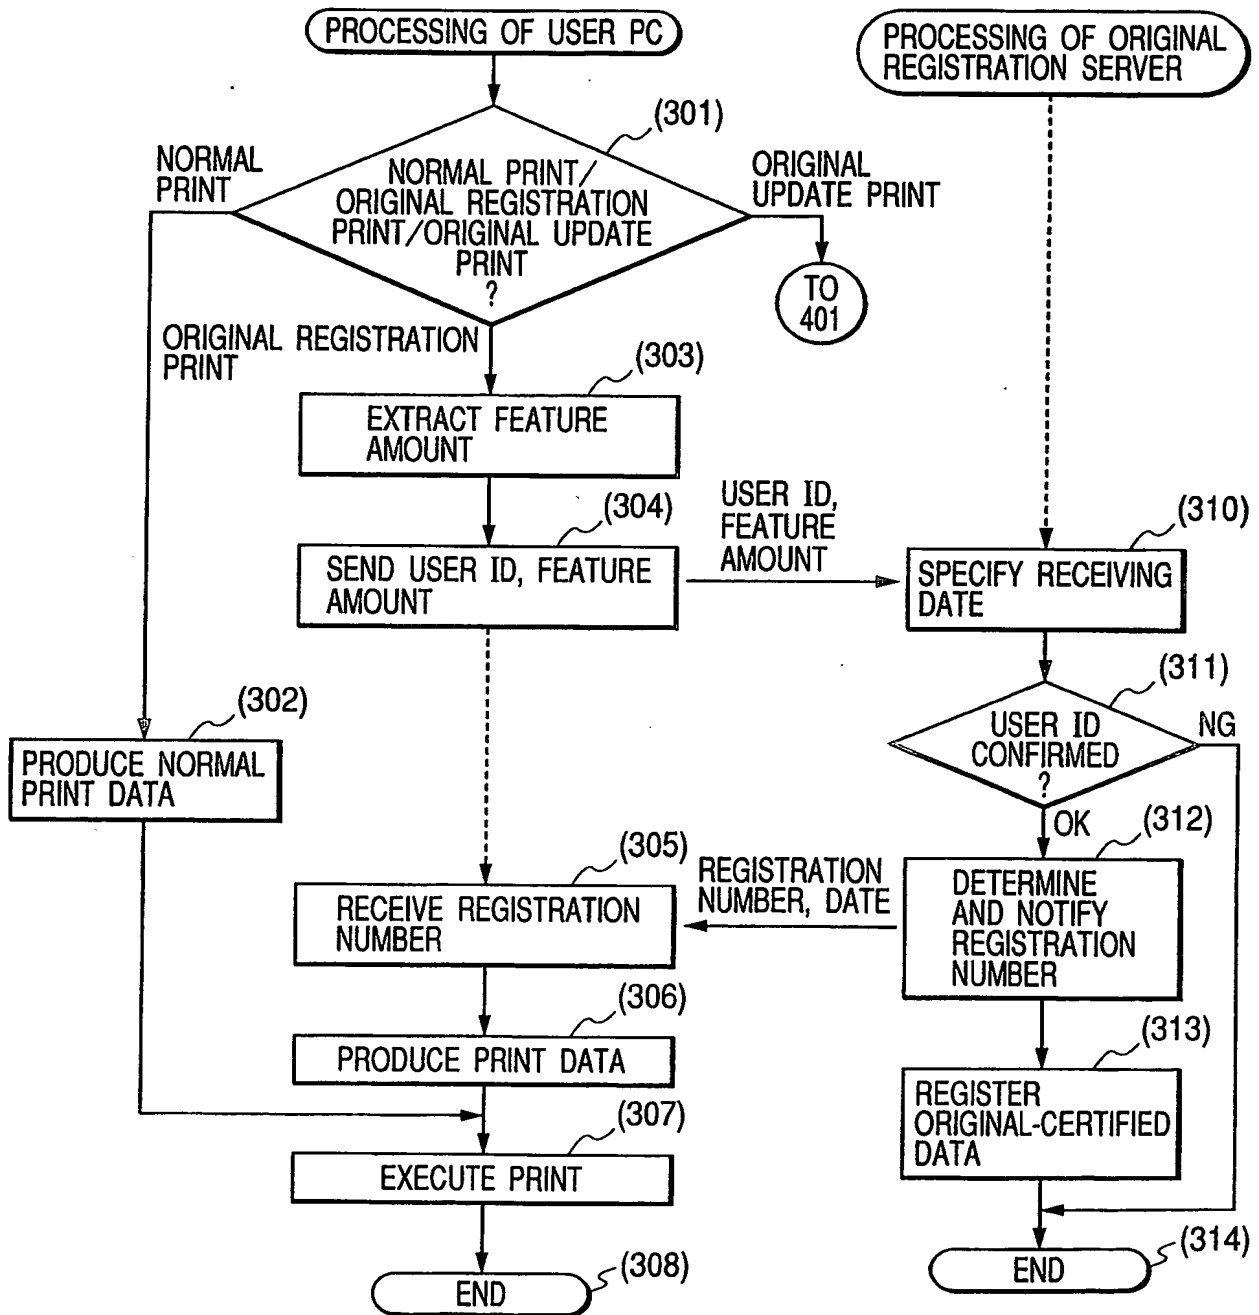 PROCESSING OF USER PC
PROCESSING OF ORIGINAL
REGISTRATION SERVER
(301)
NORMAL
PRINT
NORMAL PRINT/
ORIGINAL REGISTRATION
PRINT/ORIGINAL UPDATE
PRINT
?
ORIGINAL
UPDATE PRINT
TO
401
ORIGINAL REGISTRATION
PRINT
(303)
EXTRACT FEATURE
AMOUNT
(304)
SEND USER ID, FEATURE
AMOUNT
USER ID,
FEATURE
AMOUNT
(310)
SPECIFY RECEIVING
DATE
(311)
USER ID
CONFIRMED
?
NG
OK
(302)
PRODUCE NORMAL
PRINT DATA
(312)
DETERMINE
AND NOTIFY
REGISTRATION
NUMBER
REGISTRATION
NUMBER, DATE
(305)
RECEIVE REGISTRATION
NUMBER
(306)
PRODUCE PRINT DATA
(313)
REGISTER
ORIGINAL-CERTIFIED
DATA
(307)
EXECUTE PRINT
(308)
END
(314)
END